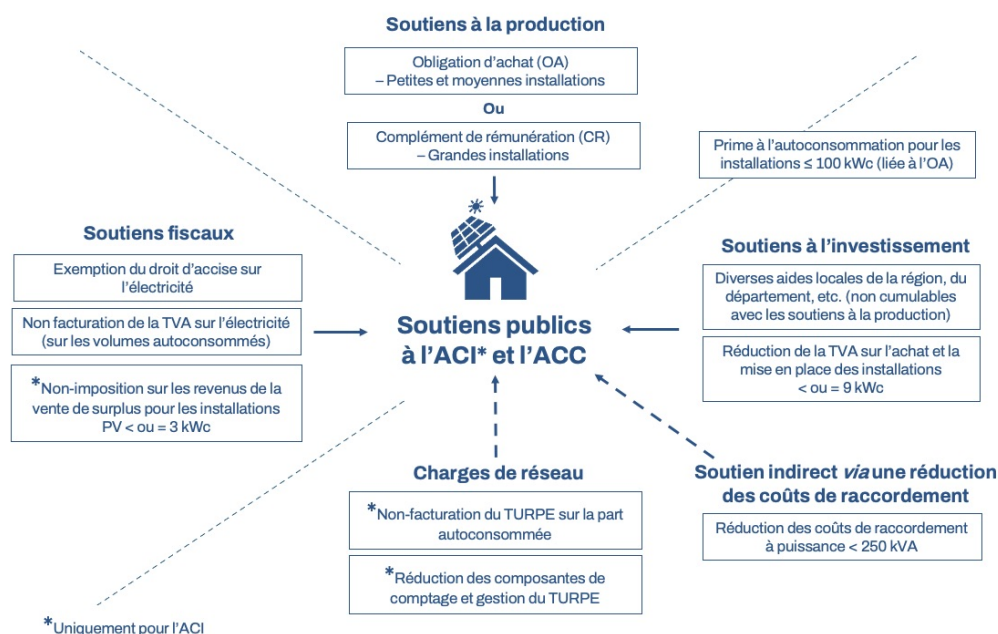 Soutiens à la production
Obligation d'achat (OA)
– Petites et moyennes installations
Ou
Complément de rémunération (CR)
– Grandes installations
Prime à l'autoconsommation pour les
installations ≤ 100 kWc (liée à l'OA)
Soutiens fiscaux
Exemption du droit d'accise sur
l'électricité
Non facturation de la TVA sur l'électricité
(sur les volumes autoconsommés)
*Non-imposition sur les revenus de la
vente de surplus pour les installations
PV < ou = 3 kWc
Soutiens publics
à l'ACI* et l'ACC
Soutiens à l'investissement
Diverses aides locales de la région, du
département, etc. (non cumulables
avec les soutiens à la production)
Réduction de la TVA sur l'achat et la
mise en place des installations
< ou = 9 kWc
Charges de réseau
*Non-facturation du TURPE sur la part
autoconsommée
*Réduction des composantes de
comptage et gestion du TURPE
Soutien indirect via une réduction
des coûts de raccordement
Réduction des coûts de raccordement
à puissance < 250 kVA
*Uniquement pour l'ACI